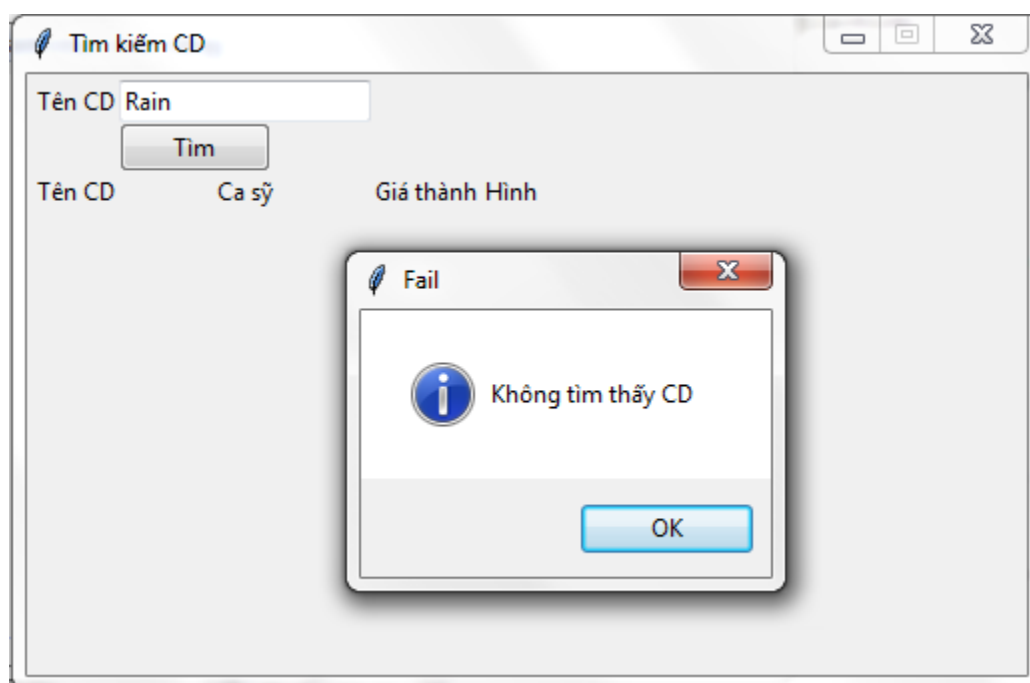 Tìm kiếm CD
Tên CD Rain
Tìm
Tên CD Ca sỹ Giá thành Hình
Fail
Không tìm thấy CD
OK